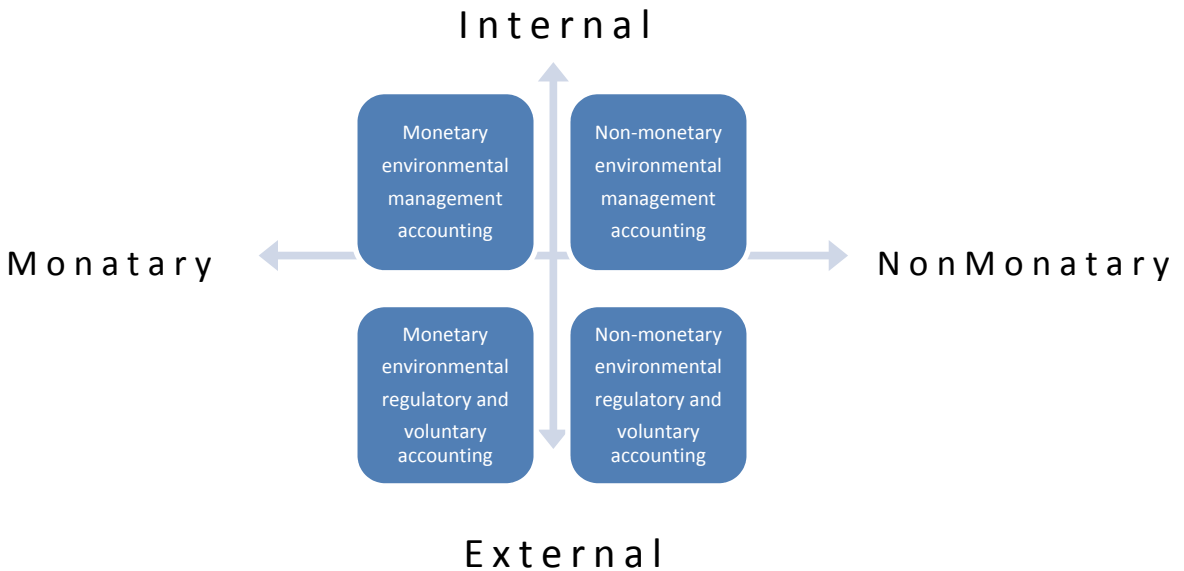 Internal
Monetary
environmental
management
accounting
Non-monetary
environmental
management
accounting
Monatary
NonMonatary
Monetary
environmental
regulatory and
voluntary
accounting
Non-monetary
environmental
regulatory and
voluntary
accounting
External